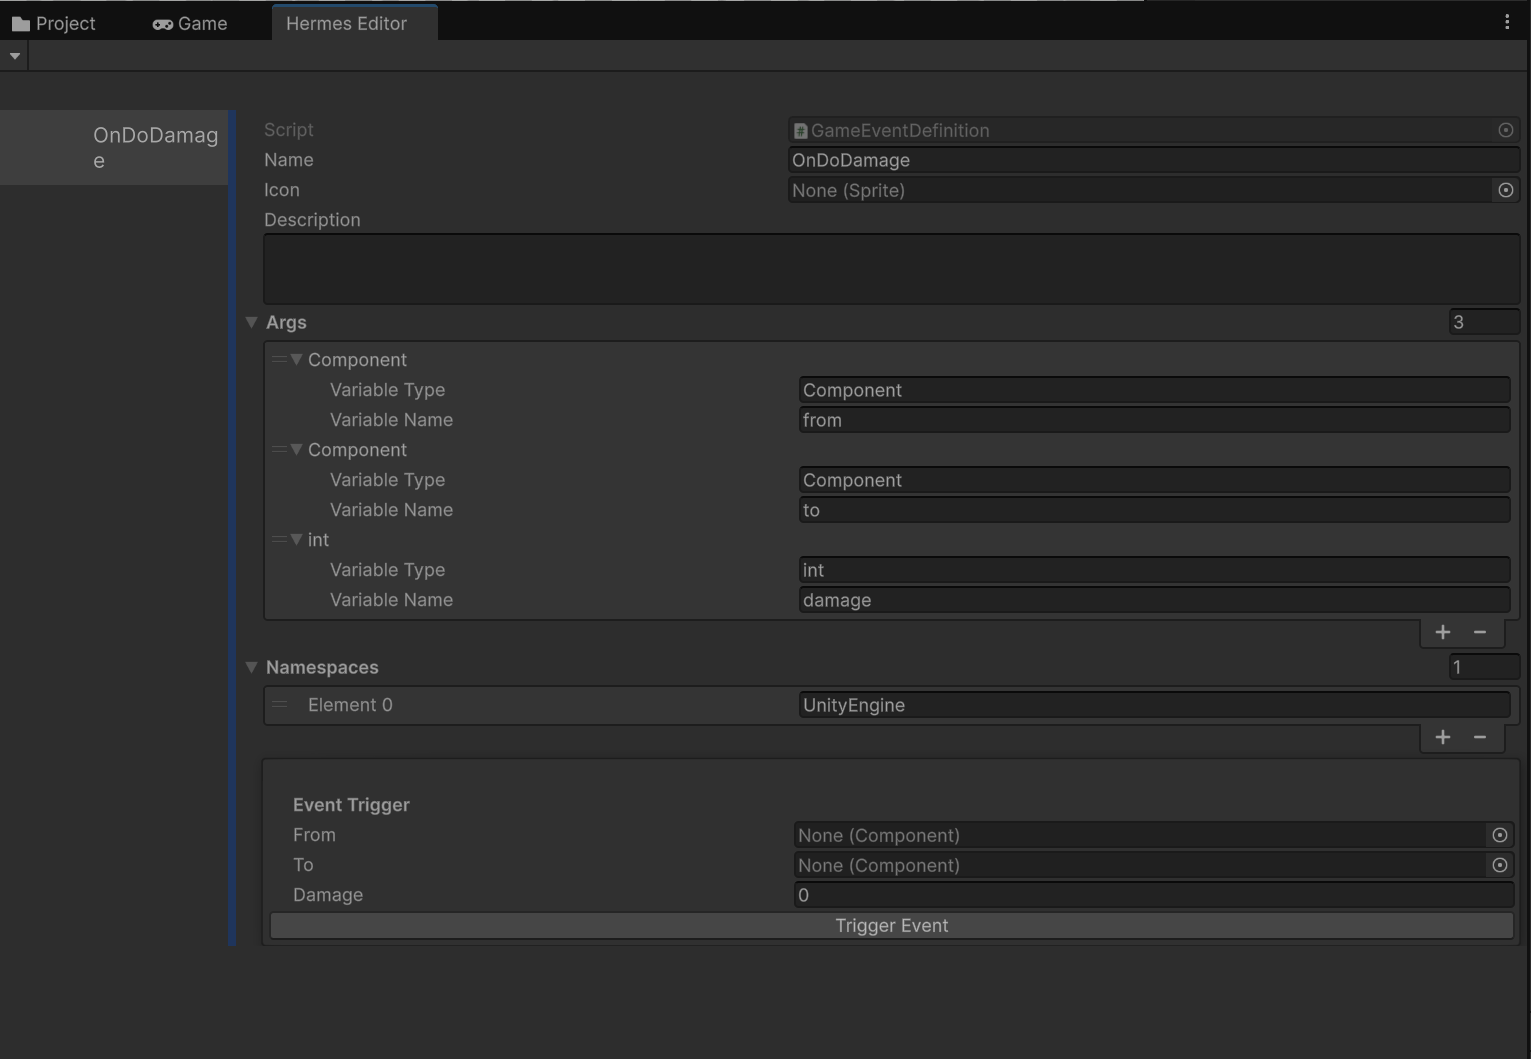 Project
Game
Hermes Editor
OnDoDamag
e
Script
# GameEventDefinition
Name
OnDoDamage
Icon
None (Sprite)
Description
Args
3
Component
Variable Type
Component
Variable Name
from
Component
Variable Type
Component
Variable Name
to
int
Variable Type
int
Variable Name
damage
+ −
Namespaces
1
Element 0
UnityEngine
+ −
Event Trigger
From
None (Component)
To
None (Component)
Damage
0
Trigger Event